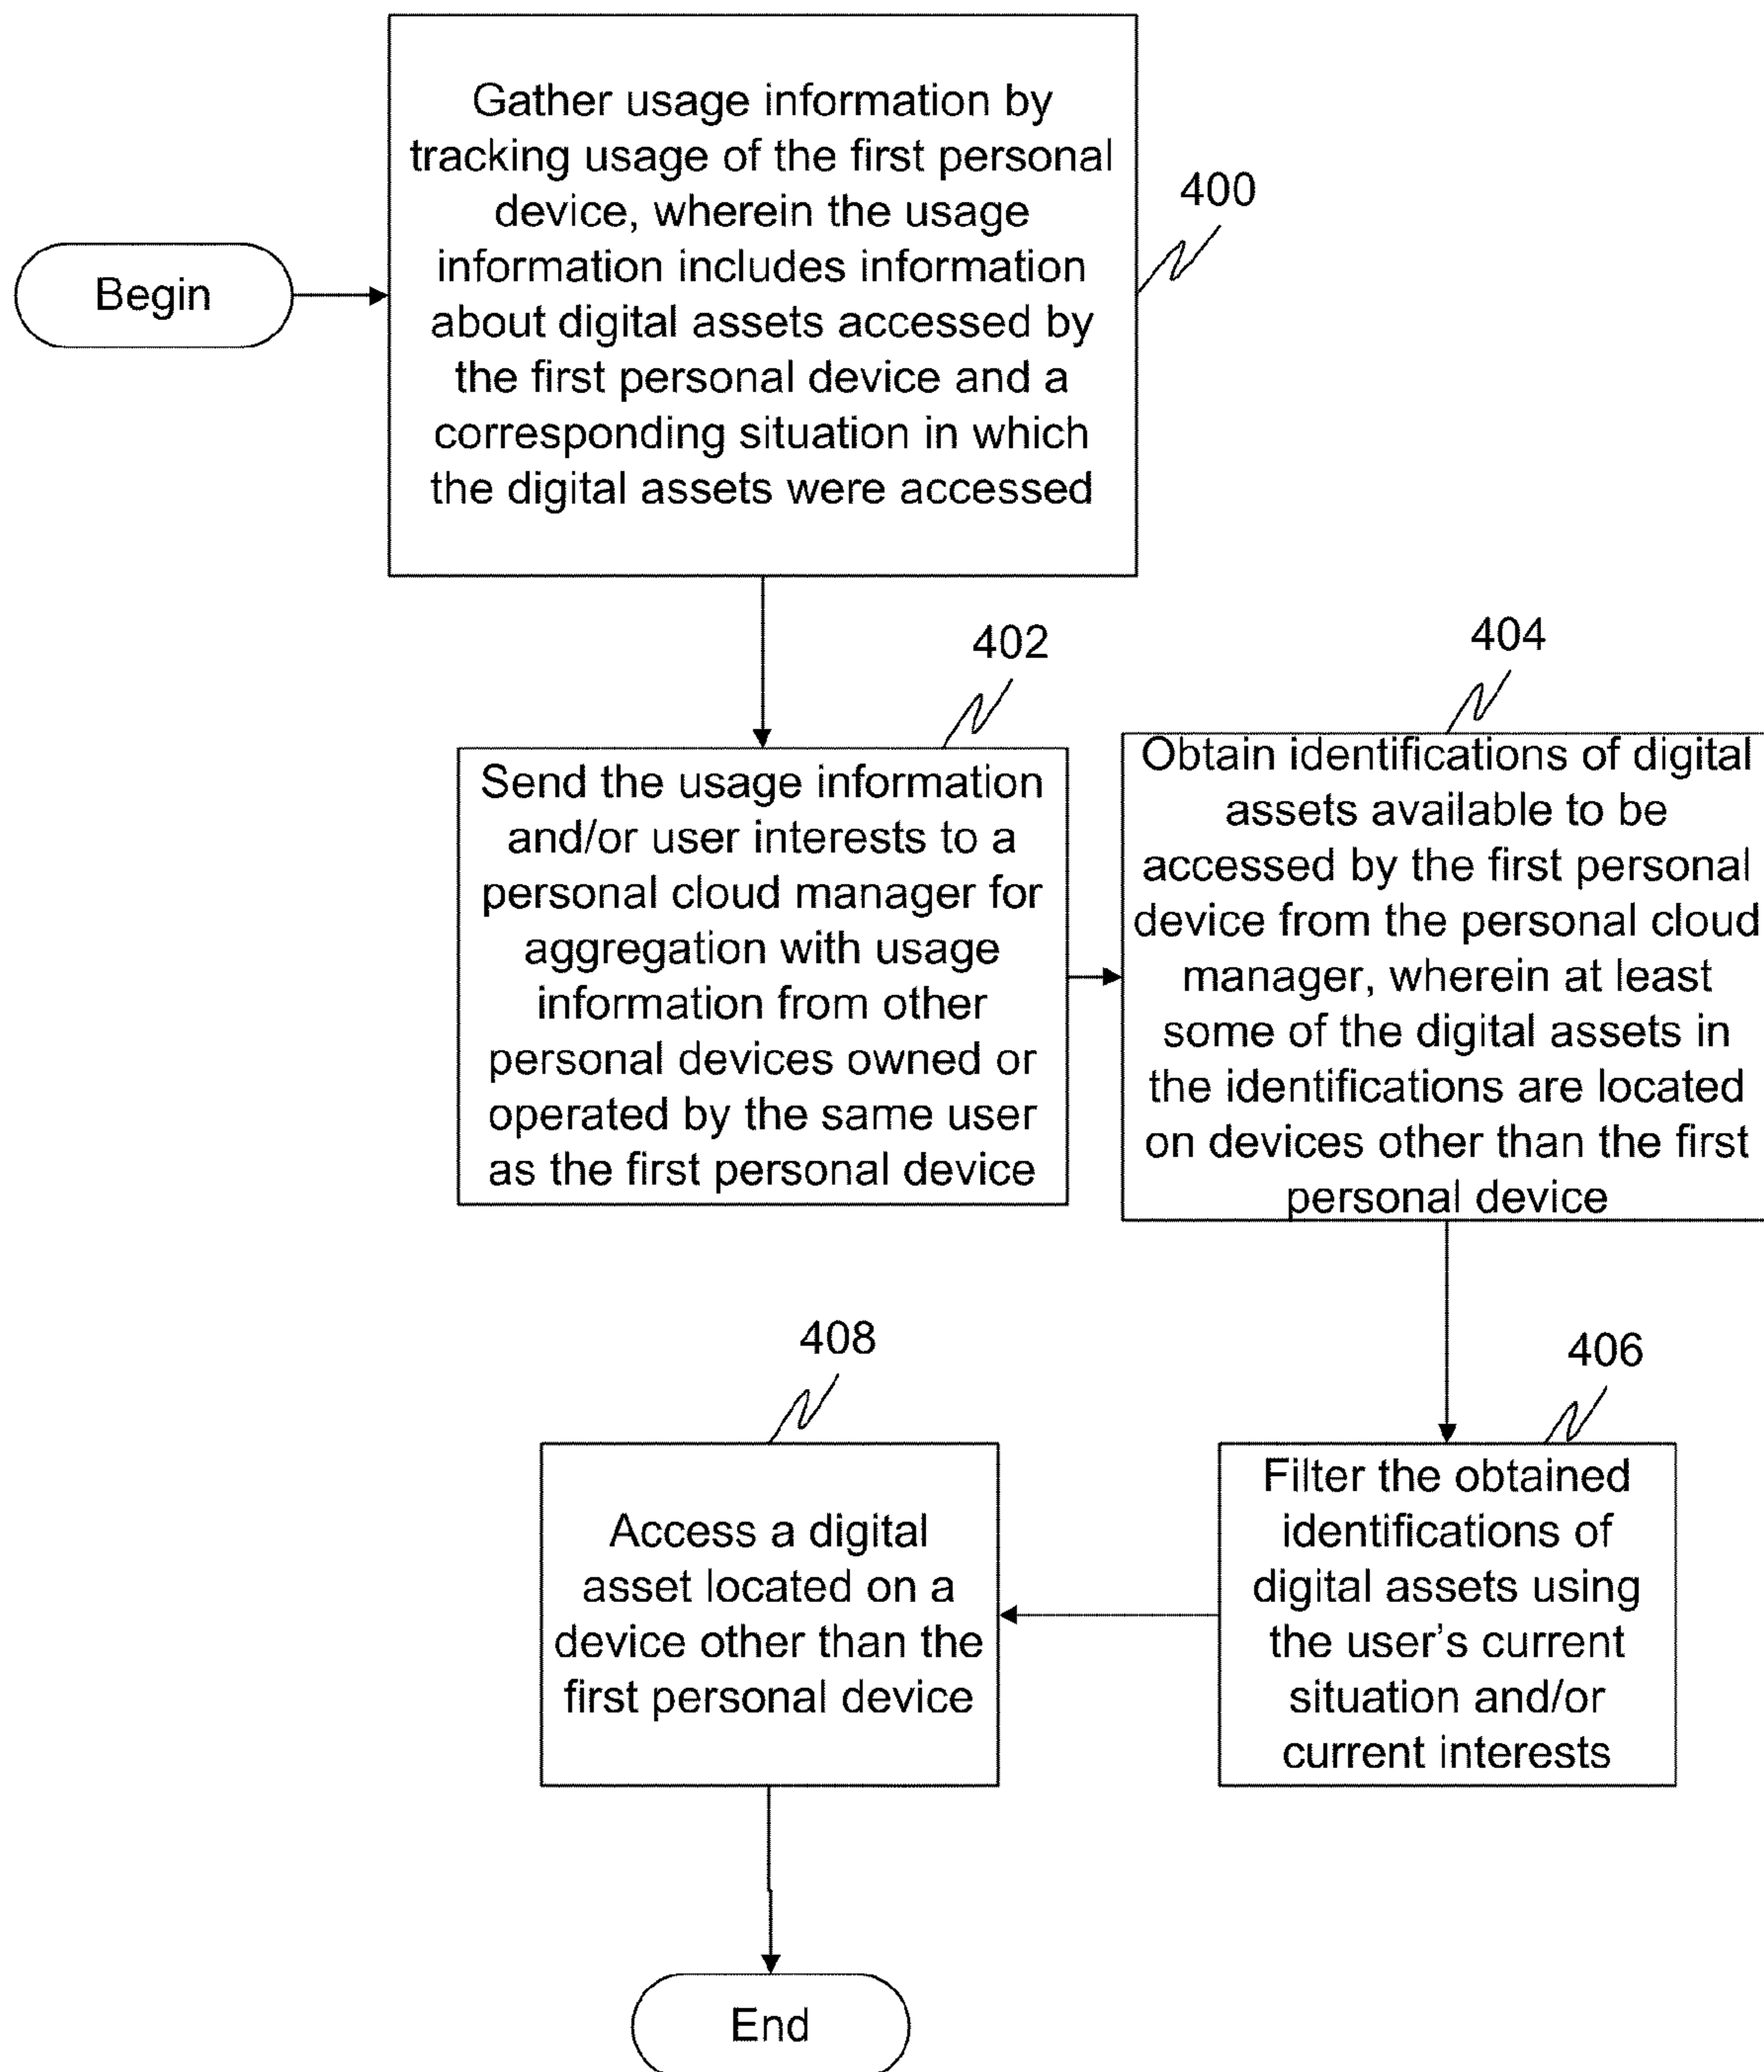 Begin
Gather usage information by
tracking usage of the first personal
device, wherein the usage
information includes information
about digital assets accessed by
the first personal device and a
corresponding situation in which
the digital assets were accessed
400
402
Send the usage information
and/or user interests to a
personal cloud manager for
aggregation with usage
information from other
personal devices owned or
operated by the same user
as the first personal device
404
Obtain identifications of digital
assets available to be
accessed by the first personal
device from the personal cloud
manager, wherein at least
some of the digital assets in
the identifications are located
on devices other than the first
personal device
406
Filter the obtained
identifications of
digital assets using
the user's current
situation and/or
current interests
408
Access a digital
asset located on a
device other than the
first personal device
End